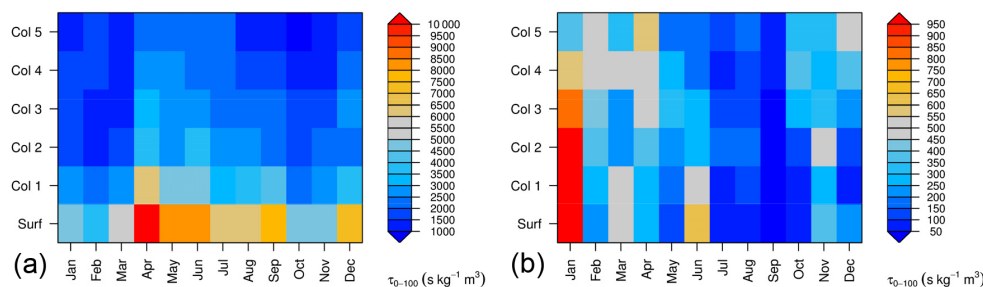 Col 5
Col 4
Col 3
Col 2
Col 1
Surf
Jan Feb Mar Apr May Jun Jul Aug Sep Oct Nov Dec
(a)
10 000
9500
9000
8500
8000
7500
7000
6500
6000
5500
5000
4500
4000
3500
3000
2500
2000
1500
1000
τ0–100 (s kg−1 m3)
Col 5
Col 4
Col 3
Col 2
Col 1
Surf
Jan Feb Mar Apr May Jun Jul Aug Sep Oct Nov Dec
(b)
950
900
850
800
750
700
650
600
550
500
450
400
350
300
250
200
150
100
50
τ0–100 (s kg−1 m3)